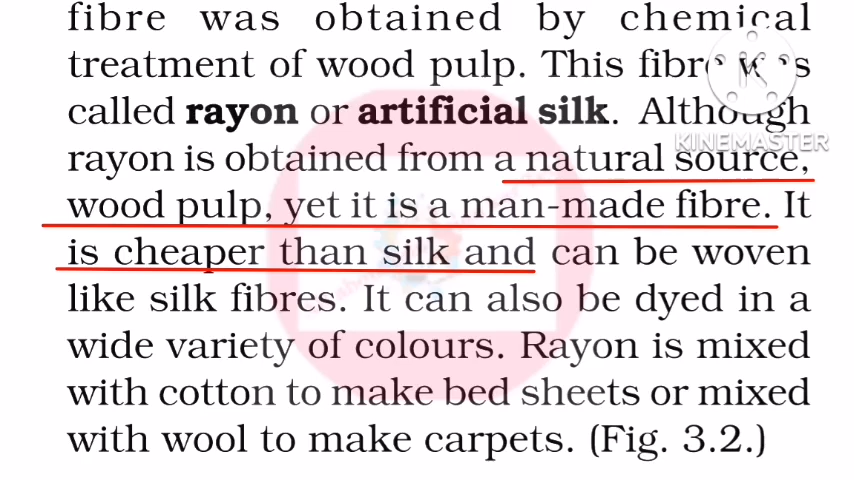 fibre was obtained by chemical
treatment of wood pulp. This fibre was
called rayon or artificial silk. Although
KINEMASTER
rayon is obtained from a natural source,
wood pulp, yet it is a man-made fibre. It
is cheaper than silk and can be woven
like silk fibres. It can also be dyed in a
wide variety of colours. Rayon is mixed
with cotton to make bed sheets or mixed
with wool to make carpets. (Fig. 3.2.)